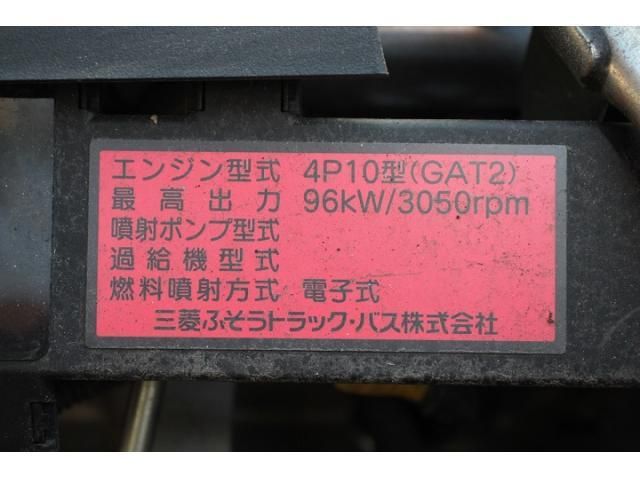 エンジン型式 4P10型(GAT2)
最高出力 96kW/3050rpm
噴射ポンプ型式
過給機型式
燃料噴射方式 電子式
三菱ふそうトラック・バス株式会社